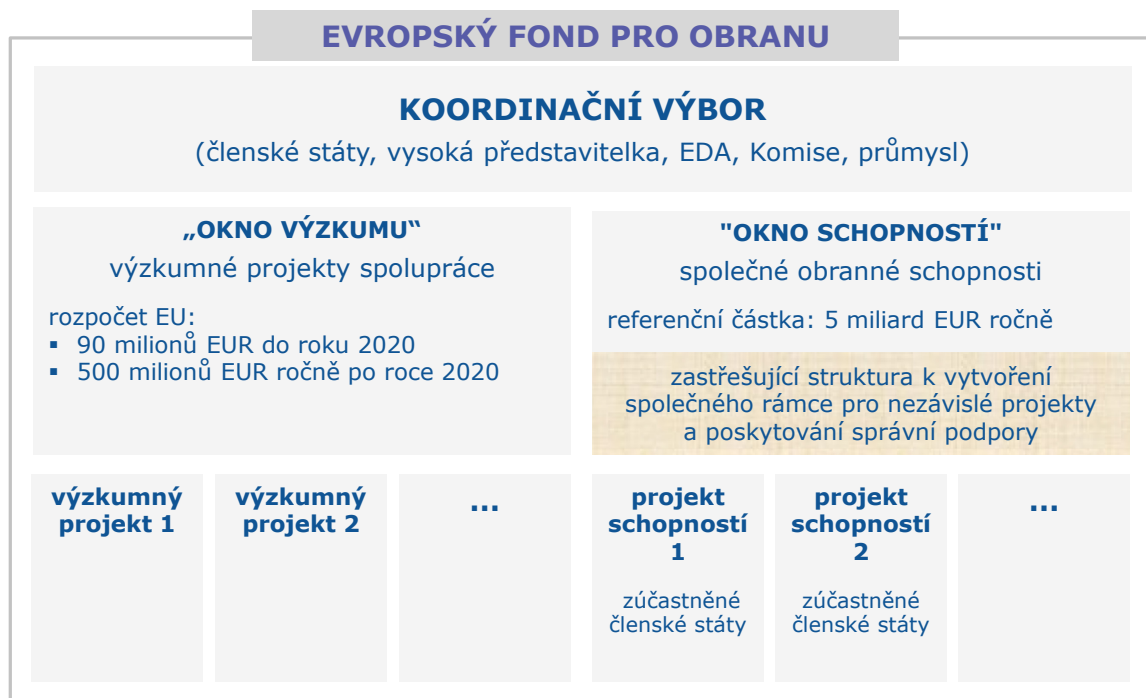 EVROPSKÝ FOND PRO OBRANU
KOORDINAČNÍ VÝBOR
(členské státy, vysoká představitelka, EDA, Komise, průmysl)
„OKNO VÝZKUMU“
výzkumné projekty spolupráce
rozpočet EU:
▪ 90 milionů EUR do roku 2020
▪ 500 milionů EUR ročně po roce 2020
"OKNO SCHOPNOSTÍ"
společné obranné schopnosti
referenční částka: 5 miliard EUR ročně
zastřešující struktura k vytvoření
společného rámce pro nezávislé projekty
a poskytování správní podpory
výzkumný
projekt 1
výzkumný
projekt 2
...
projekt
schopností
1
zúčastněné
členské státy
projekt
schopností
2
zúčastněné
členské státy
...